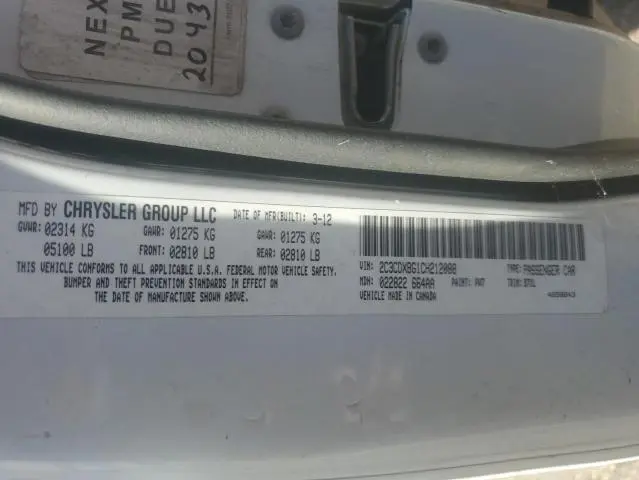 NEX
PM
DUE
2043
MFD BY CHRYSLER GROUP LLC DATE OF MFR(BUILT): 3-12
GVWR: 02314 KG GAWR: 01275 KG GAWR: 01275 KG
05100 LB FRONT: 02810 LB REAR: 02810 LB
THIS VEHICLE CONFORMS TO ALL APPLICABLE U.S.A. FEDERAL MOTOR VEHICLE SAFETY.
BUMPER AND THEFT PREVENTION STANDARDS IN EFFECT ON
THE DATE OF MANUFACTURE SHOWN ABOVE.
VIN: 2C3CDXBG1CH212088 TYPE: PASSENGER CAR
MDH: 022822 664AA PAINT: PW7 TRIM:
VEHICLE MADE IN CANADA